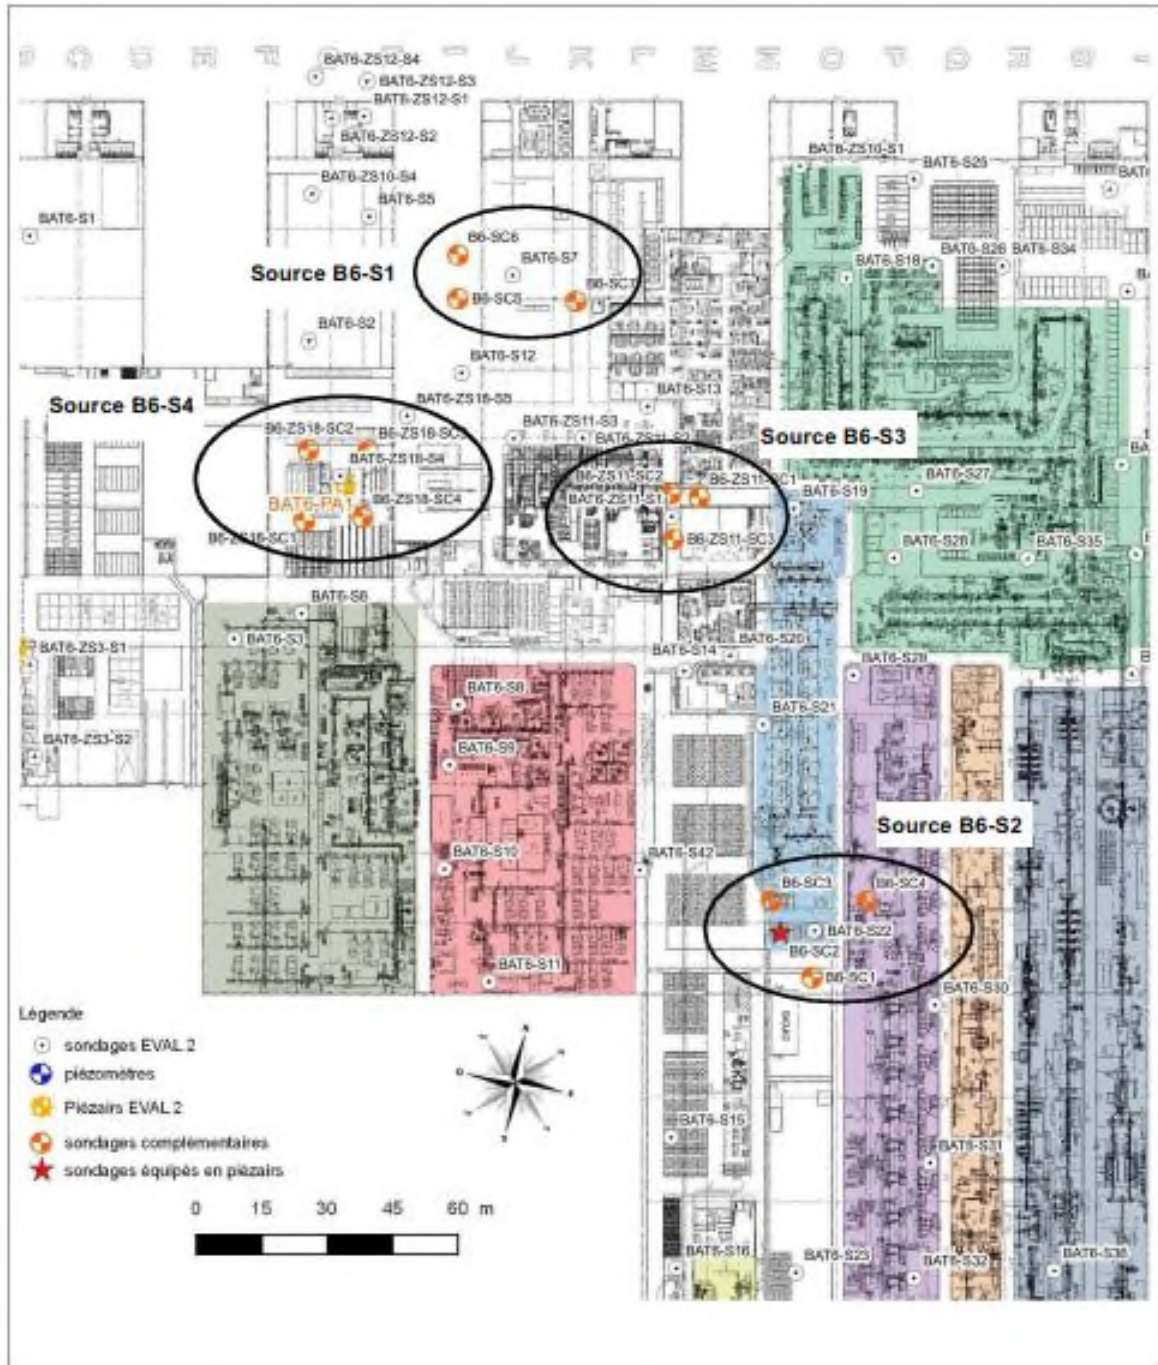 BAT6-ZS12-S4
BAT6-ZS12-S3
BAT6-ZS12-S1
BAT6-ZS12-S2
BAT6-ZS10-S1
BAT6-S25
BAT6-ZS10-S4
BAT6-S5
BAT6-S1
B6-SC6
BAT6-S7
BAT6-S18
BAT6-S26
BAT6-S34
Source B6-S1
B6-SC5
BAT6-S2
BAT6-S12
BAT6-S13
Source B6-S4
BAT6-ZS11-S3
Source B6-S3
B6-ZS18-SC2
BAT6-ZS18-S4
B6-ZS11-SC2
B6-ZS11-SC1
BAT6-S27
B6-ZS18-SC4
BAT6-ZS11-S1
BAT6-S19
BAT6-PA1
B6-ZS11-SC3
BAT6-S28
BAT6-S35
BAT6-S6
BAT6-S3
BAT6-ZS3-S1
BAT6-S20
BAT6-S14
BAT6-S8
BAT6-S21
BAT6-ZS3-S2
BAT6-S9
Source B6-S2
BAT6-S10
BAT6-S42
B6-SC3
B6-SC4
BAT6-S22
B6-SC2
BAT6-S11
B6-SC1
BAT6-S30
Légende
sondages EVAL 2
piézomètres
Piézairs EVAL 2
sondages complémentaires
sondages équipés en piézairs
N
BAT6-S15
BAT6-S31
0 15 30 45 60 m
BAT6-S16
BAT6-S23
BAT6-S32